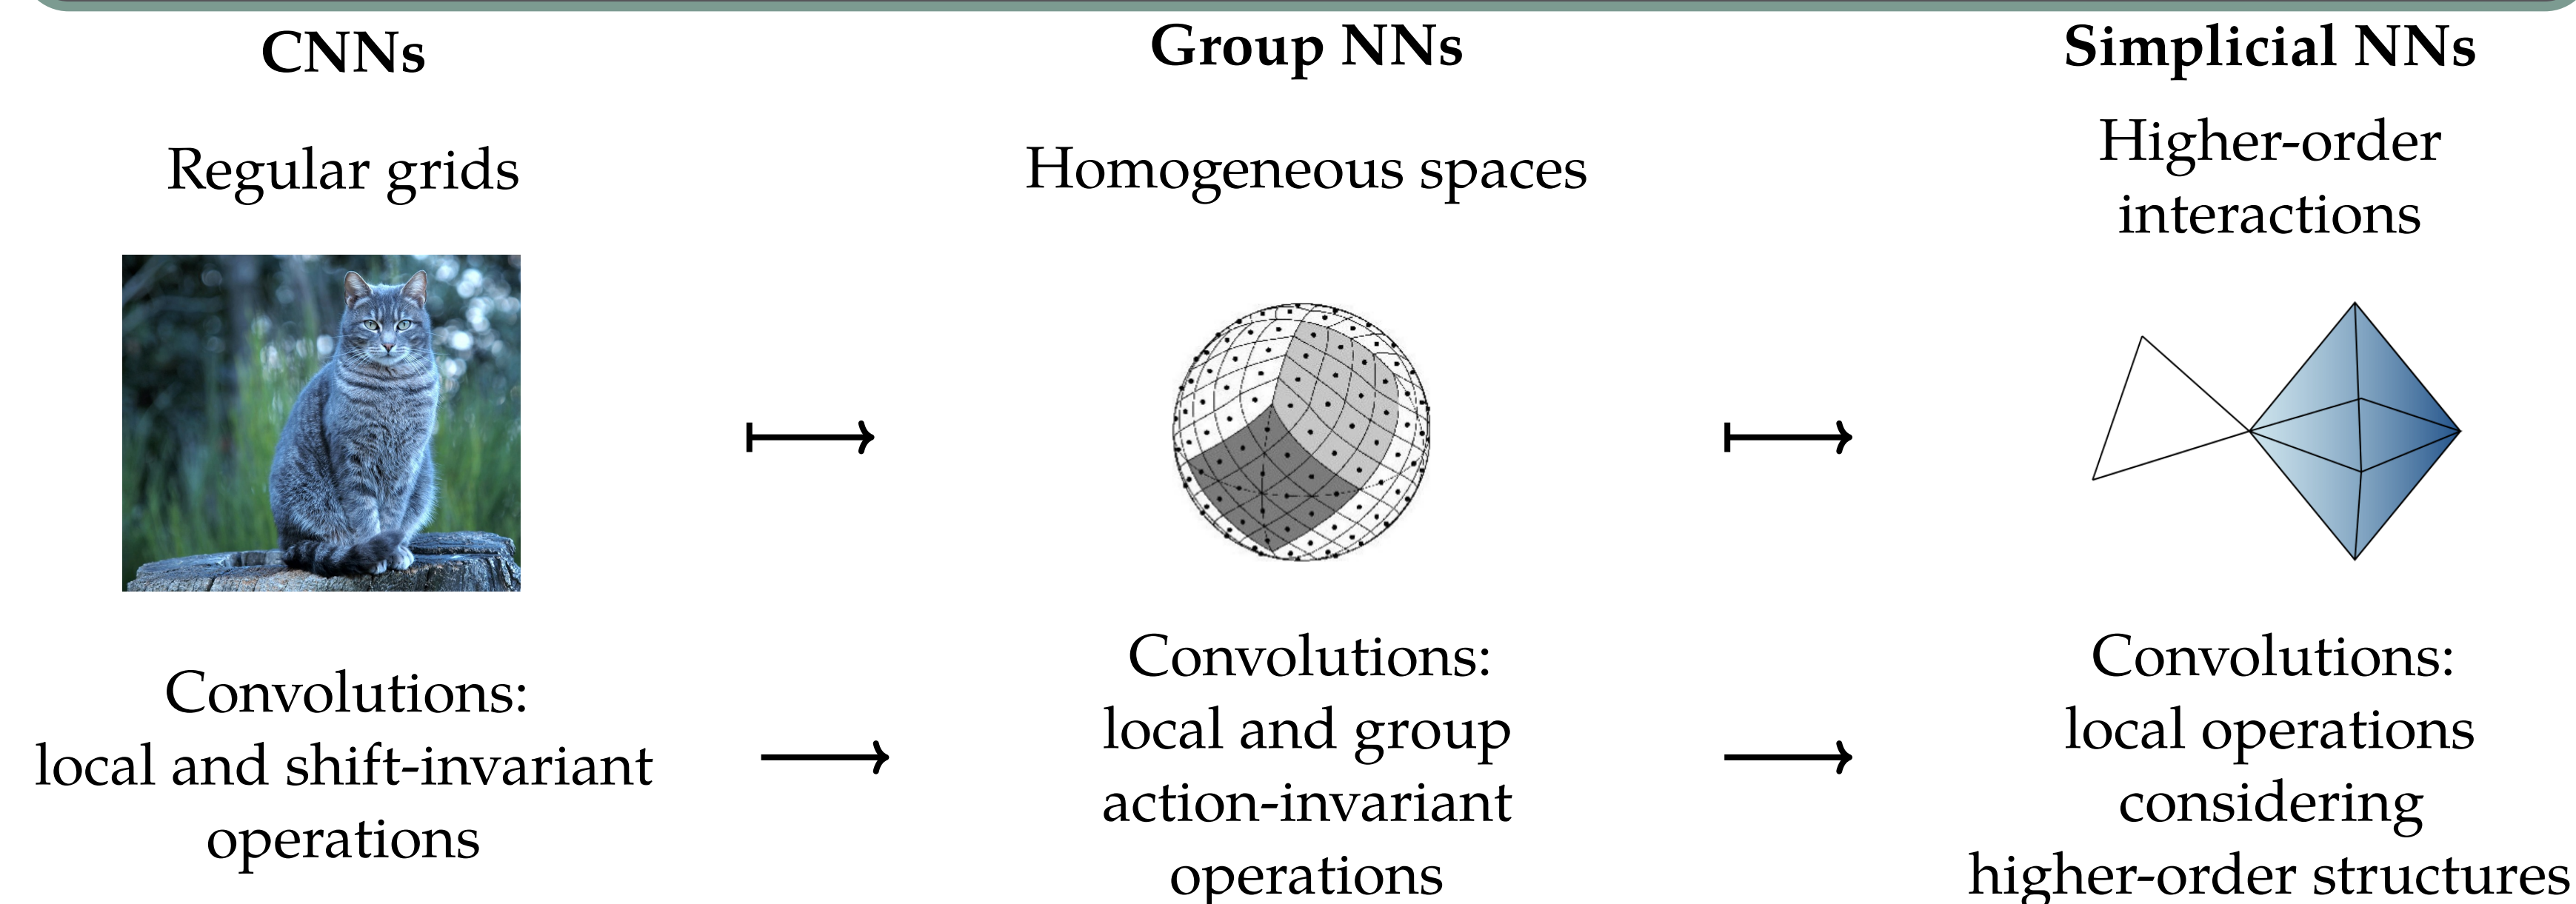 CNNs
Regular grids
Convolutions:
local and shift-invariant
operations
Group NNs
Homogeneous spaces
Convolutions:
local and group
action-invariant
operations
Simplicial NNs
Higher-order
interactions
Convolutions:
local operations
considering
higher-order structures